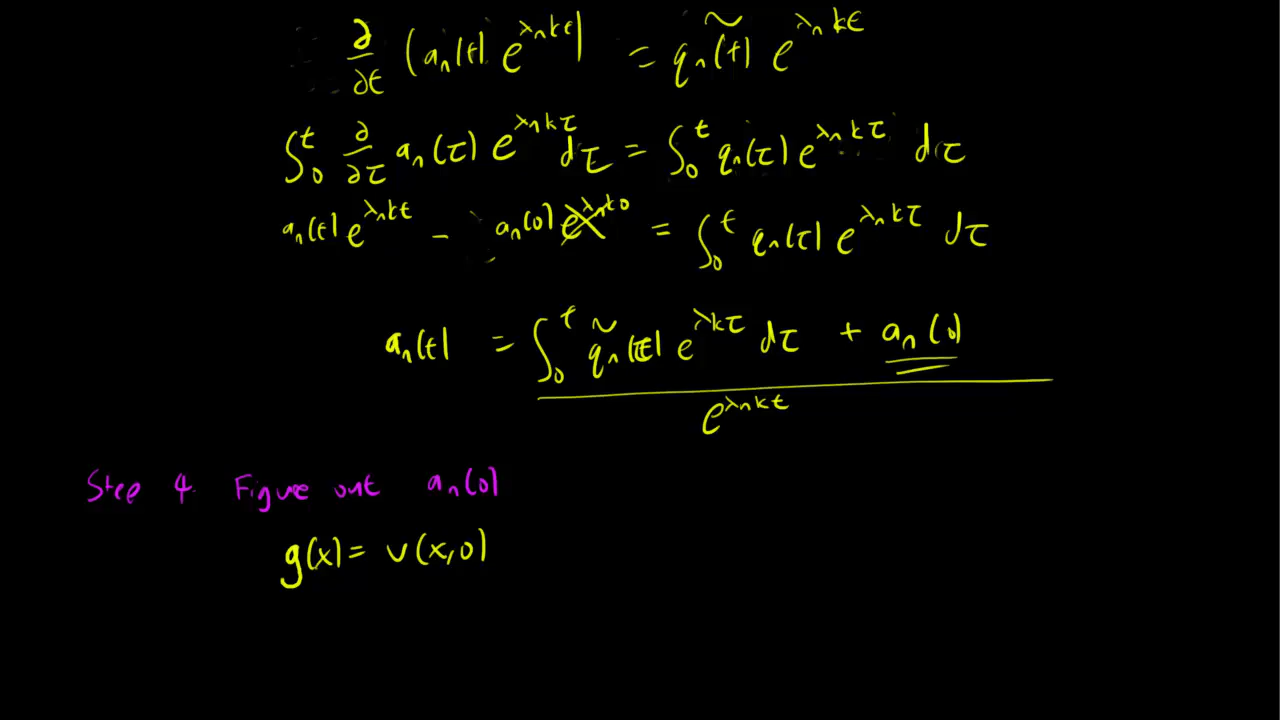 ∂/∂t (aₙ(t) e^{λₙkt}) = q̃ₙ(t) e^{λₙkt}
∫₀ᵗ ∂/∂τ aₙ(τ) e^{λₙkτ} dτ = ∫₀ᵗ qₙ(τ) e^{λₙkτ} dτ
aₙ(t) e^{λₙkt} - aₙ(0) e^{λₙk0} = ∫₀ᵗ qₙ(τ) e^{λₙkτ} dτ
aₙ(t) = ∫₀ᵗ q̃ₙ(τ) e^{λkτ} dτ + aₙ(0)
e^{λₙkt}
Step 4. Figure out aₙ(0)
g(x) = v(x,0)